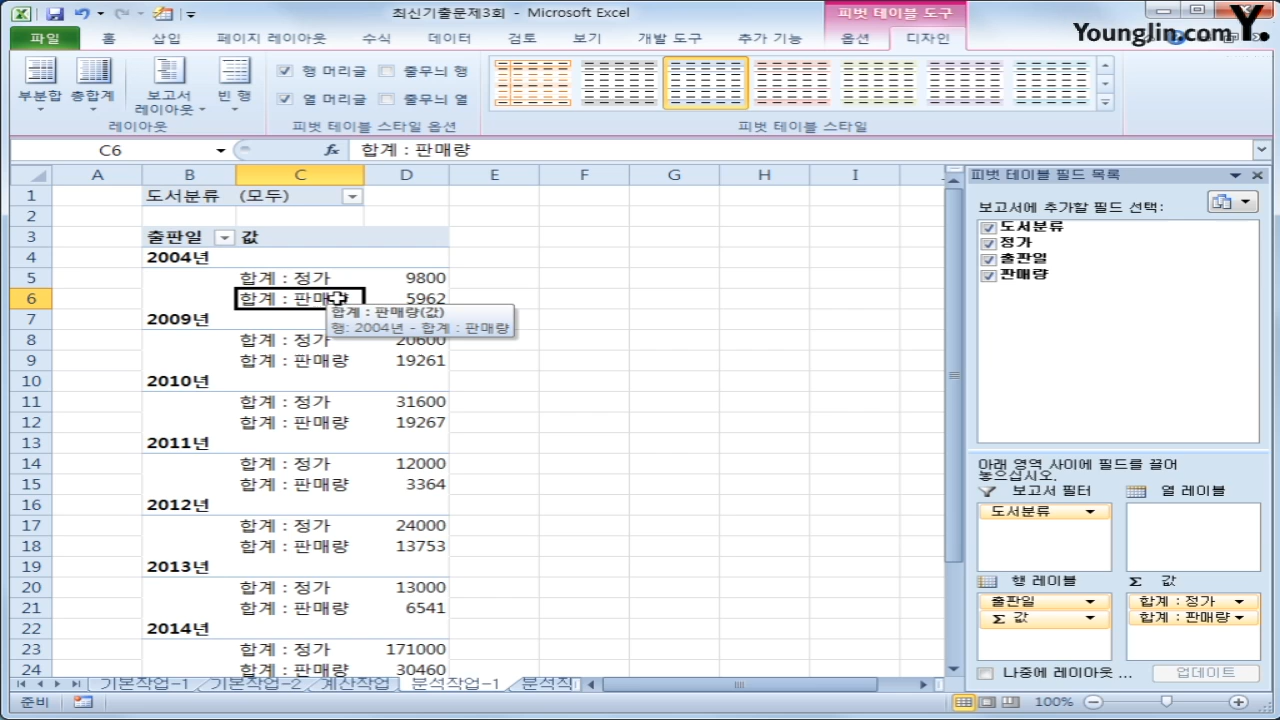 최신기출문제3회 - Microsoft Excel
피벗 테이블 도구
Younglin.com Y.
파일 홈 삽입 페이지 레이아웃 수식 데이터 검토 보기 개발 도구 추가 기능 옵션 디자인
부분합 총합계 보고서 레이아웃 빈 행
레이아웃
행 머리글 줄무늬 행
열 머리글 줄무늬 열
피벗 테이블 스타일 옵션
피벗 테이블 스타일
C6 fx 합계 : 판매량
A B C D E F G H I
1 도서분류 (모두)
2
3 출판일 값
4 2004년
5 합계 : 정가 9800
6 합계 : 판매량 5962
합계 : 판매량(값)
행: 2004년 - 합계 : 판매량
7 2009년
8 합계 : 정가 20600
9 합계 : 판매량 19261
10 2010년
11 합계 : 정가 31600
12 합계 : 판매량 19267
13 2011년
14 합계 : 정가 12000
15 합계 : 판매량 3364
16 2012년
17 합계 : 정가 24000
18 합계 : 판매량 13753
19 2013년
20 합계 : 정가 13000
21 합계 : 판매량 6541
22 2014년
23 합계 : 정가 171000
24 합계 : 판매량 30460
기본작업-1 기본작업-2 계산작업 분석작업-1 분석작
준비 100%
피벗 테이블 필드 목록
보고서에 추가할 필드 선택:
도서분류
정가
출판일
판매량
아래 영역 사이에 필드를 끌어
놓으십시오.
보고서 필터 열 레이블
도서분류
행 레이블 Σ 값
출판일 합계 : 정가
Σ 값 합계 : 판매량
나중에 레이아웃 ... 업데이트